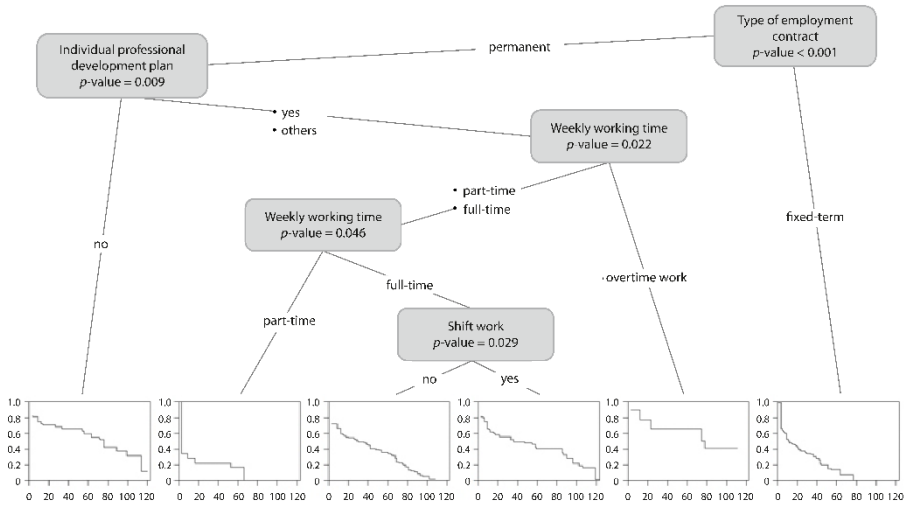 Type of employment
contract
p-value < 0.001
permanent
Individual professional
development plan
p-value = 0.009
• yes
• others
Weekly working time
p-value = 0.022
• part-time
• full-time
Weekly working time
p-value = 0.046
fixed-term
no
overtime work
full-time
part-time
Shift work
p-value = 0.029
no yes
1.0 1.0 1.0 1.0 1.0 1.0
0.8 0.8 0.8 0.8 0.8 0.8
0.6 0.6 0.6 0.6 0.6 0.6
0.4 0.4 0.4 0.4 0.4 0.4
0.2 0.2 0.2 0.2 0.2 0.2
0 0 0 0 0 0
0 20 40 60 80 100 120 0 20 40 60 80 100 120 0 20 40 60 80 100 120 0 20 40 60 80 100 120 0 20 40 60 80 100 120 0 20 40 60 80 100 120